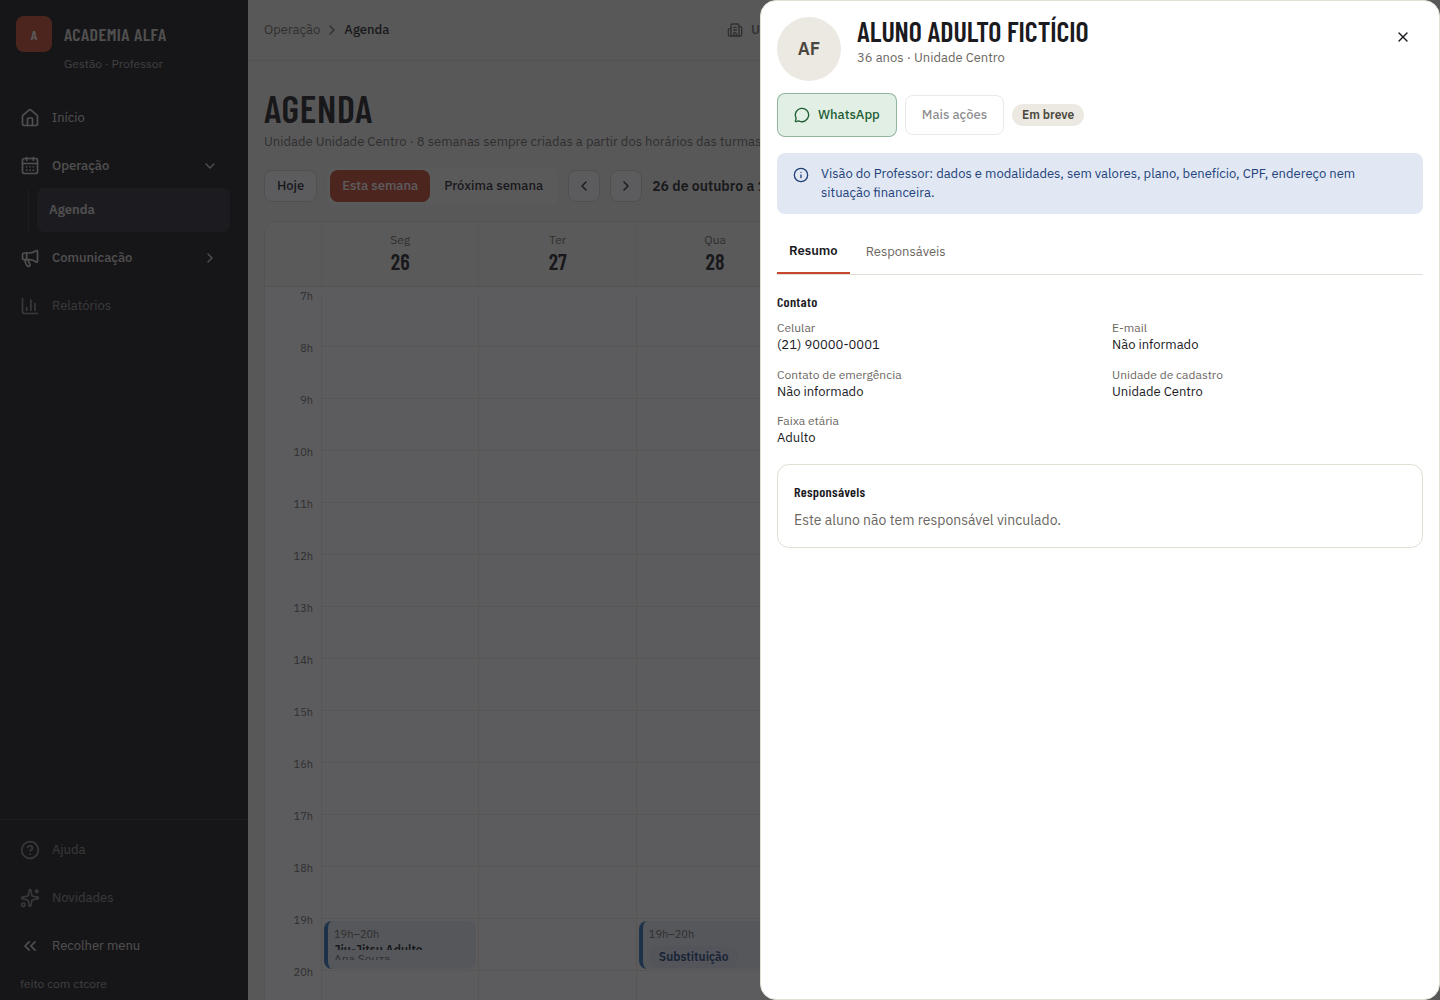 A
ACADEMIA ALFA
Gestão · Professor
Início
Operação
Agenda
Comunicação
Relatórios
Ajuda
Novidades
Recolher menu
feito com ctcore
Operação
Agenda
AGENDA
Unidade Unidade Centro · 8 semanas sempre criadas a partir dos horários das turmas
Hoje
Esta semana
Próxima semana
26 de outubro a
Seg
26
Ter
27
Qua
28
7h
8h
9h
10h
11h
12h
13h
14h
15h
16h
17h
18h
19h
20h
19h–20h
Jiu-Jitsu Adulto
Ana Souza
19h–20h
Substituição
AF
ALUNO ADULTO FICTÍCIO
36 anos · Unidade Centro
WhatsApp
Mais ações
Em breve
Visão do Professor: dados e modalidades, sem valores, plano, benefício, CPF, endereço nem
situação financeira.
Resumo
Responsáveis
Contato
Celular
(21) 90000-0001
E-mail
Não informado
Contato de emergência
Não informado
Unidade de cadastro
Unidade Centro
Faixa etária
Adulto
Responsáveis
Este aluno não tem responsável vinculado.